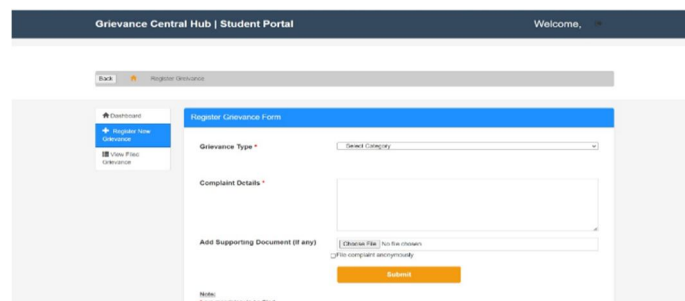 Grievance Central Hub | Student Portal
Welcome,
Back
Register Grievance
Dashboard
Register New
Grievance
View Filed
Grievance
Register Grievance Form
Grievance Type *
Select Category
Complaint Details *
Add Supporting Document (if any)
Choose File No file chosen
File complaint anonymously
Submit
Note: